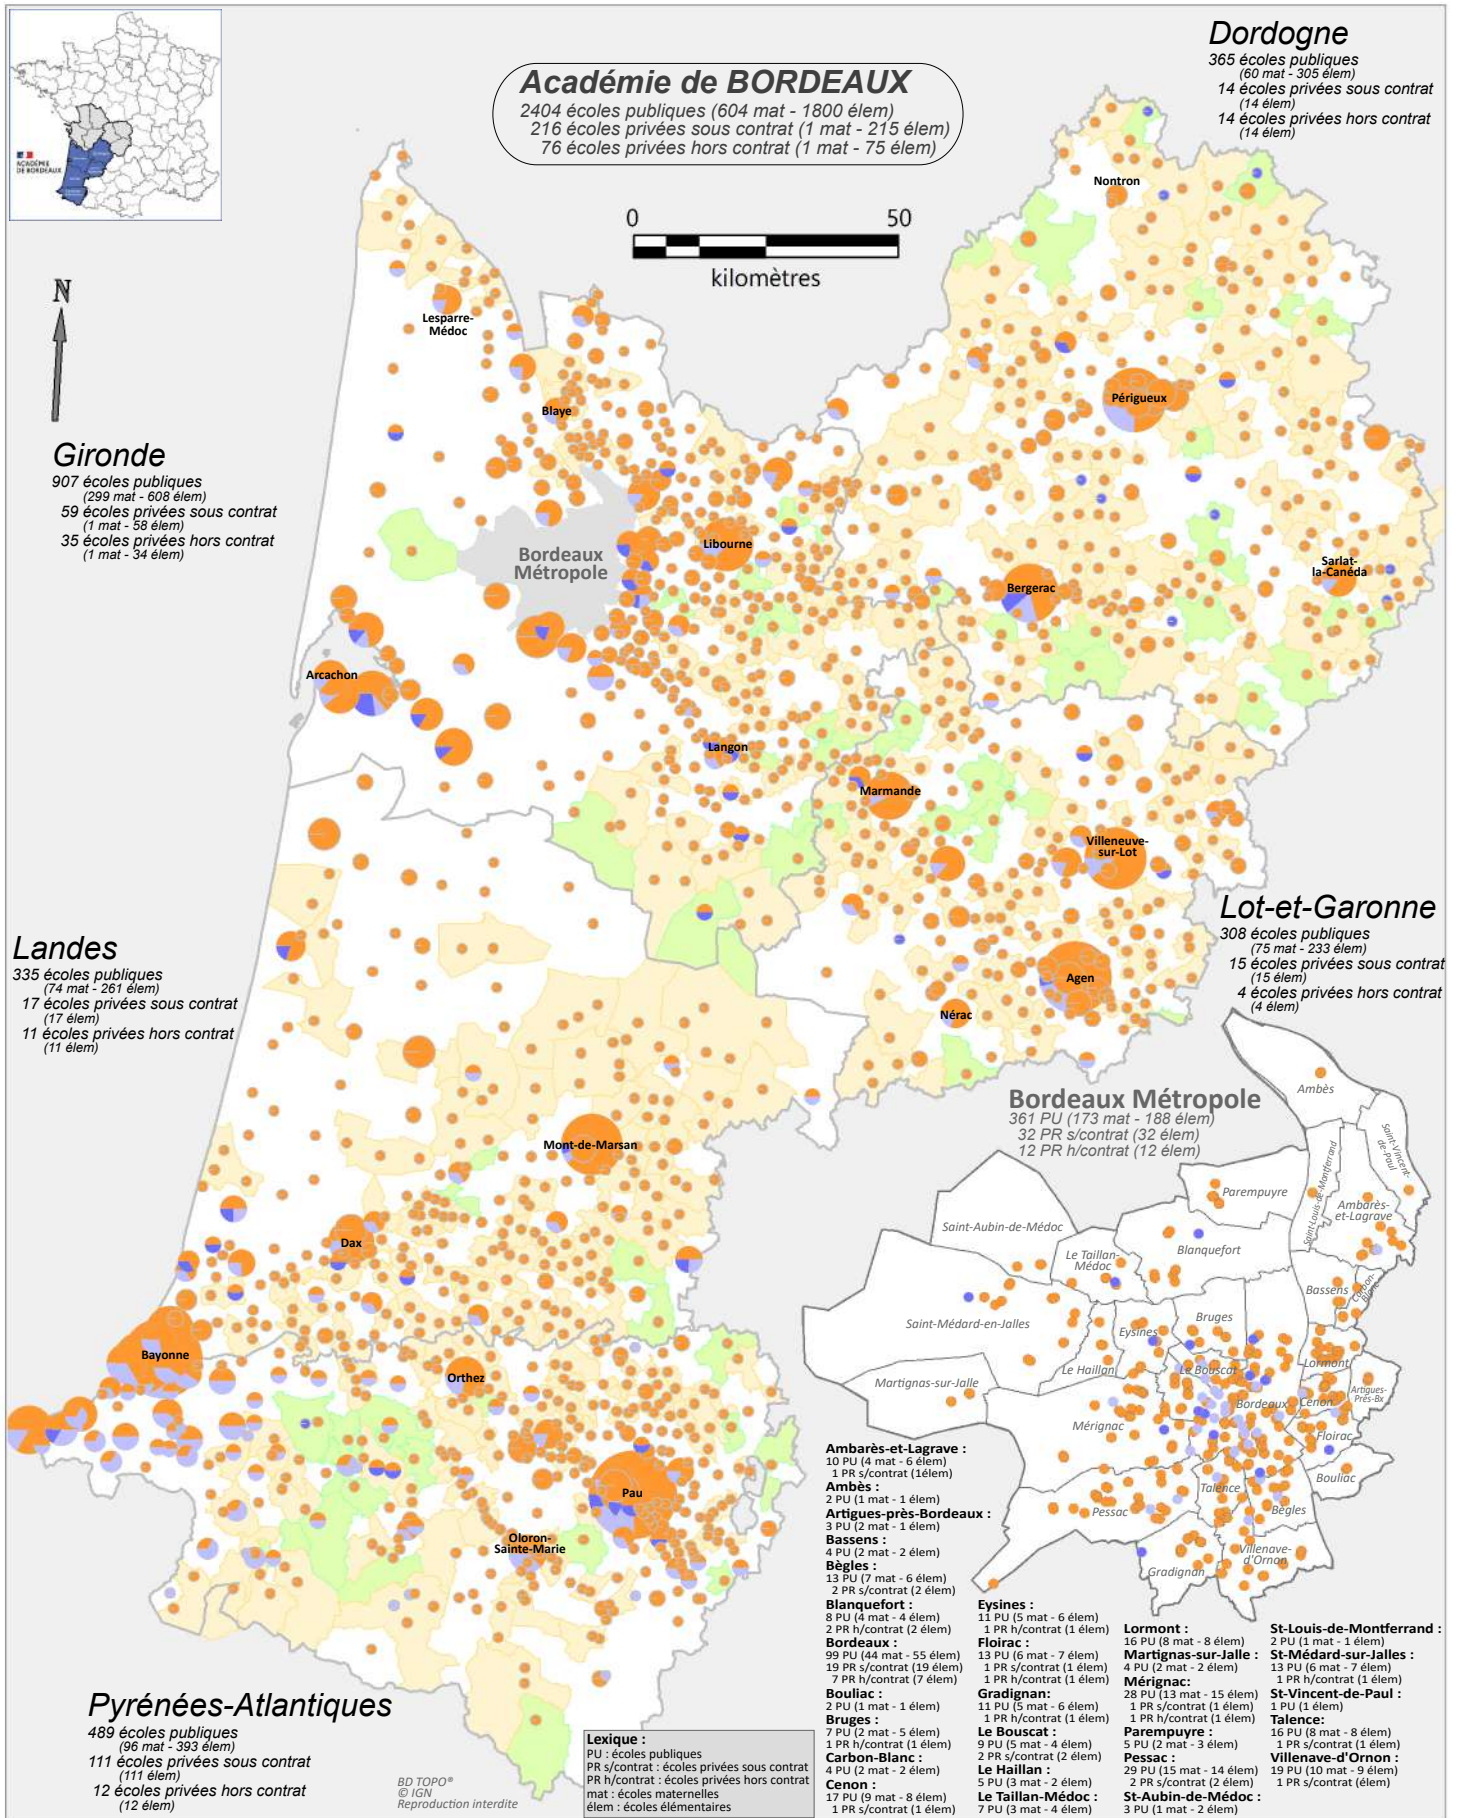 ACADÉMIE
DE BORDEAUX
Académie de BORDEAUX
2404 écoles publiques (604 mat - 1800 élem)
216 écoles privées sous contrat (1 mat - 215 élem)
76 écoles privées hors contrat (1 mat - 75 élem)
0 50
kilomètres
N
Dordogne
365 écoles publiques
(60 mat - 305 élem)
14 écoles privées sous contrat
(14 élem)
14 écoles privées hors contrat
(14 élem)
Gironde
907 écoles publiques
(299 mat - 608 élem)
59 écoles privées sous contrat
(1 mat - 58 élem)
35 écoles privées hors contrat
(1 mat - 34 élem)
Landes
335 écoles publiques
(74 mat - 261 élem)
17 écoles privées sous contrat
(17 élem)
11 écoles privées hors contrat
(11 élem)
Lot-et-Garonne
308 écoles publiques
(75 mat - 233 élem)
15 écoles privées sous contrat
(15 élem)
4 écoles privées hors contrat
(4 élem)
Pyrénées-Atlantiques
489 écoles publiques
(96 mat - 393 élem)
111 écoles privées sous contrat
(111 élem)
12 écoles privées hors contrat
(12 élem)
Nontron
Lesparre-
Médoc
Blaye
Périgueux
Bordeaux
Métropole
Libourne
Sarlat-
la-Canéda
Bergerac
Arcachon
Langon
Marmande
Villeneuve-
sur-Lot
Agen
Nérac
Mont-de-Marsan
Dax
Bayonne
Orthez
Pau
Oloron-
Sainte-Marie
Bordeaux Métropole
361 PU (173 mat - 188 élem)
32 PR s/contrat (32 élem)
12 PR h/contrat (12 élem)
Ambès
Saint-Vincent-
de-Paul
Saint-Louis-de-Montferrand
Parempuyre
Ambarès-
et-Lagrave
Saint-Aubin-de-Médoc
Blanquefort
Le Taillan-
Médoc
Bassens
Carbon-
Blanc
Saint-Médard-en-Jalles
Eysines
Bruges
Le Haillan
Le Bouscat
Lormont
Martignas-sur-Jalle
Artigues-
Près-Bx
Bordeaux
Cenon
Mérignac
Floirac
Bouliac
Talence
Pessac
Bègles
Villenave-
d'Ornon
Gradignan
Ambarès-et-Lagrave :
10 PU (4 mat - 6 élem)
1 PR s/contrat (1élem)
Ambès :
2 PU (1 mat - 1 élem)
Artigues-près-Bordeaux :
3 PU (2 mat - 1 élem)
Bassens :
4 PU (2 mat - 2 élem)
Bègles :
13 PU (7 mat - 6 élem)
2 PR s/contrat (2 élem)
Blanquefort :
8 PU (4 mat - 4 élem)
2 PR h/contrat (2 élem)
Bordeaux :
99 PU (44 mat - 55 élem)
19 PR s/contrat (19 élem)
7 PR h/contrat (7 élem)
Bouliac :
2 PU (1 mat - 1 élem)
Bruges :
7 PU (2 mat - 5 élem)
1 PR h/contrat (1 élem)
Carbon-Blanc :
4 PU (2 mat - 2 élem)
Cenon :
17 PU (9 mat - 8 élem)
1 PR s/contrat (1 élem)
Eysines :
11 PU (5 mat - 6 élem)
1 PR h/contrat (1 élem)
Floirac :
13 PU (6 mat - 7 élem)
1 PR s/contrat (1 élem)
1 PR h/contrat (1 élem)
Gradignan:
11 PU (5 mat - 6 élem)
1 PR h/contrat (1 élem)
Le Bouscat :
9 PU (5 mat - 4 élem)
2 PR s/contrat (2 élem)
Le Haillan :
5 PU (3 mat - 2 élem)
Le Taillan-Médoc :
7 PU (3 mat - 4 élem)
Lormont :
16 PU (8 mat - 8 élem)
Martignas-sur-Jalle :
4 PU (2 mat - 2 élem)
Mérignac:
28 PU (13 mat - 15 élem)
1 PR s/contrat (1 élem)
1 PR h/contrat (1 élem)
Parempuyre :
5 PU (2 mat - 3 élem)
Pessac :
29 PU (15 mat - 14 élem)
2 PR s/contrat (2 élem)
St-Aubin-de-Médoc :
3 PU (1 mat - 2 élem)
St-Louis-de-Montferrand :
2 PU (1 mat - 1 élem)
St-Médard-sur-Jalles :
13 PU (6 mat - 7 élem)
1 PR h/contrat (1 élem)
St-Vincent-de-Paul :
1 PU (1 élem)
Talence:
16 PU (8 mat - 8 élem)
1 PR s/contrat (1 élem)
Villenave-d'Ornon :
19 PU (10 mat - 9 élem)
1 PR s/contrat (élem)
Lexique :
PU : écoles publiques
PR s/contrat : écoles privées sous contrat
PR h/contrat : écoles privées hors contrat
mat : écoles maternelles
élem : écoles élémentaires
BD TOPO®
© IGN
Reproduction interdite